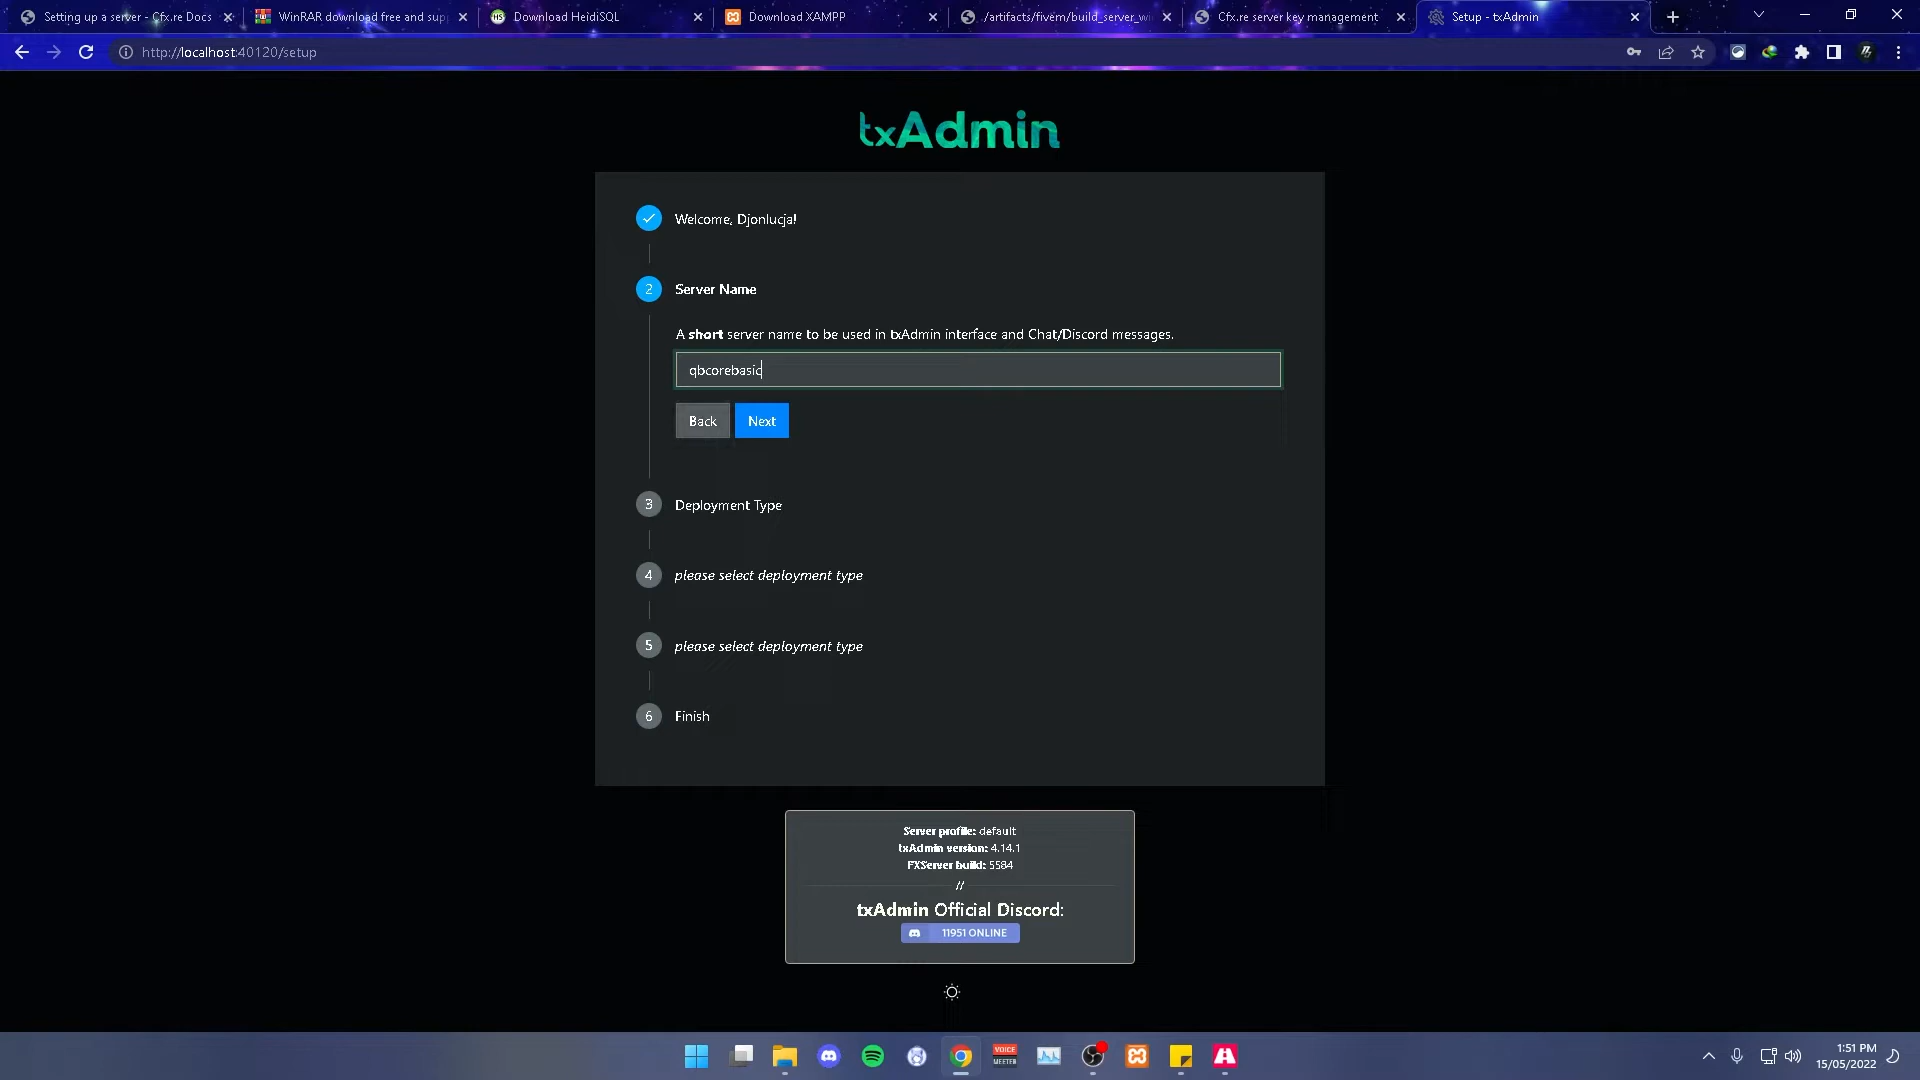 Setting up a server - Cfx.re Docs
WinRAR download free and sup
Download HeidiSQL
Download XAMPP
./artifacts/fivem/build_server_wi
Cfx.re server key management
Setup - txAdmin
http://localhost:40120/setup
txAdmin
Welcome, Djonlucja!
2 Server Name
A short server name to be used in txAdmin interface and Chat/Discord messages.
qbcorebasic
Back Next
3 Deployment Type
4 please select deployment type
5 please select deployment type
6 Finish
Server profile: default
txAdmin version: 4.14.1
FXServer build: 5584
//
txAdmin Official Discord:
11951 ONLINE
VOICE
MEETER
1:51 PM
15/05/2022